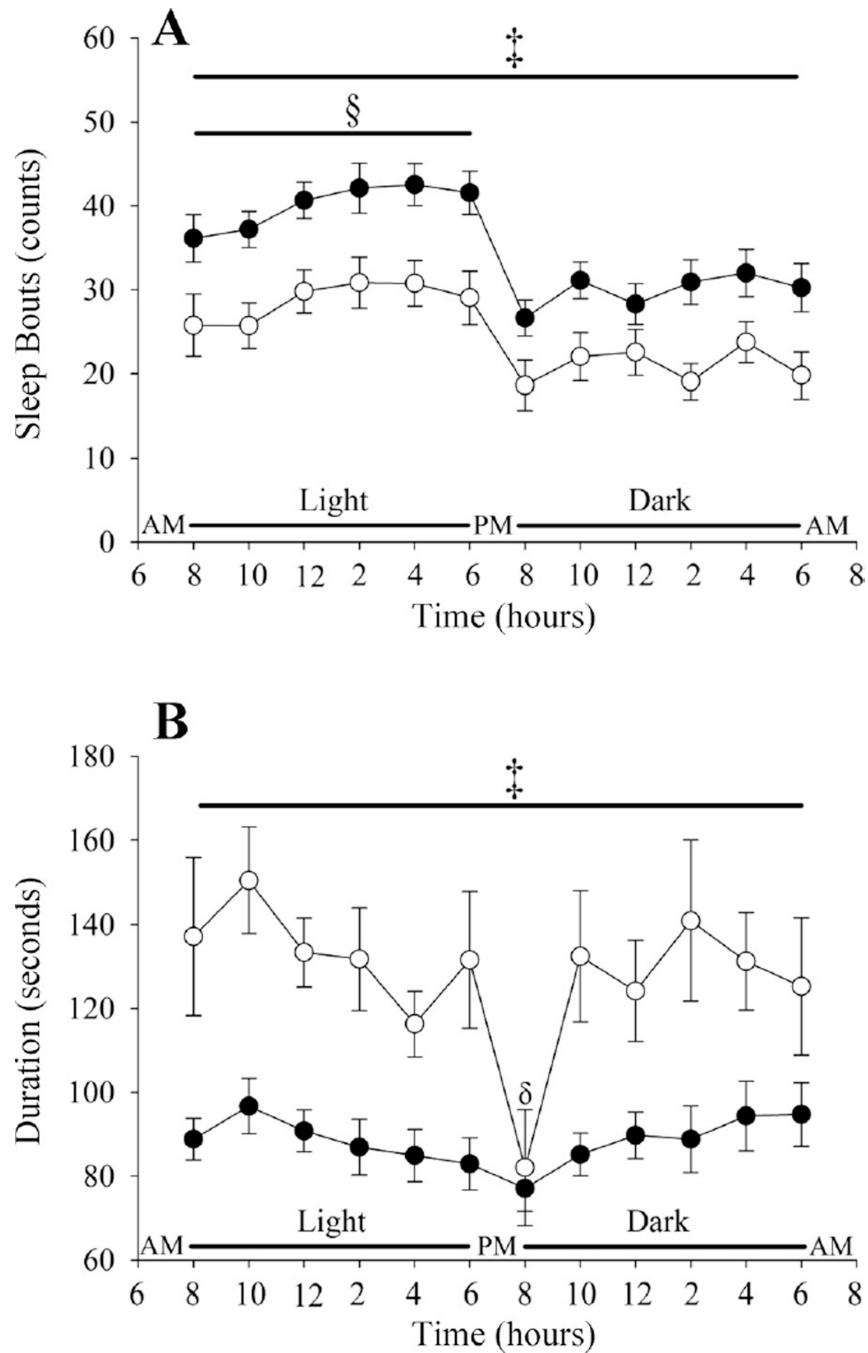 A
‡
§
60
50
40
30
20
10
0
Sleep Bouts (counts)
Light
Dark
AM
PM
AM
6 8 10 12 2 4 6 8 10 12 2 4 6 8
Time (hours)
B
‡
180
160
140
120
100
80
60
Duration (seconds)
δ
Light
Dark
AM
PM
AM
6 8 10 12 2 4 6 8 10 12 2 4 6 8
Time (hours)